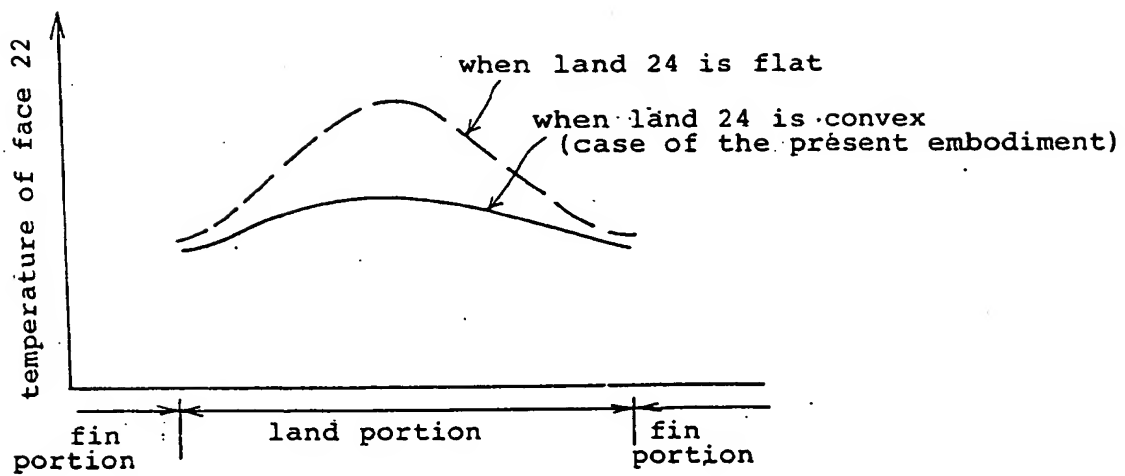 temperature of face 22
when land 24 is flat
when land 24 is convex
(case of the present embodiment)
fin
portion
land portion
fin
portion